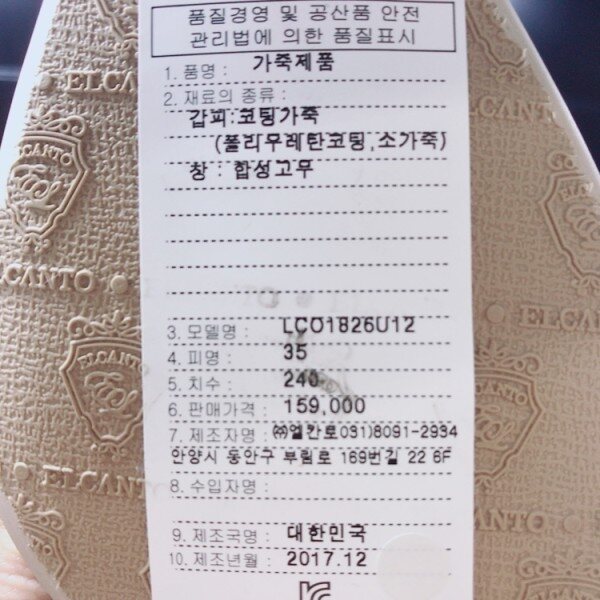 품질경영 및 공산품 안전
관리법에 의한 품질표시
1. 품명 : 가죽제품
2. 재료의 종류 :
갑피:코팅가죽
(폴리우레탄코팅,소가죽)
창 : 합성고무
3. 모델명 : LCO1826U12
4. 피명 : 35
5. 치수 : 240
6. 판매가격 : 159,000
7. 제조자명 : ㈜엘칸토031)8091-2934
안양시 동안구 부림로 169번길 22 6F
8. 수입자명 :
9. 제조국명 : 대한민국
10. 제조년월 : 2017.12
ELCANTO
ELCANTO
ELCANTO
ELCANTO
ELCANTO
ELCANTO